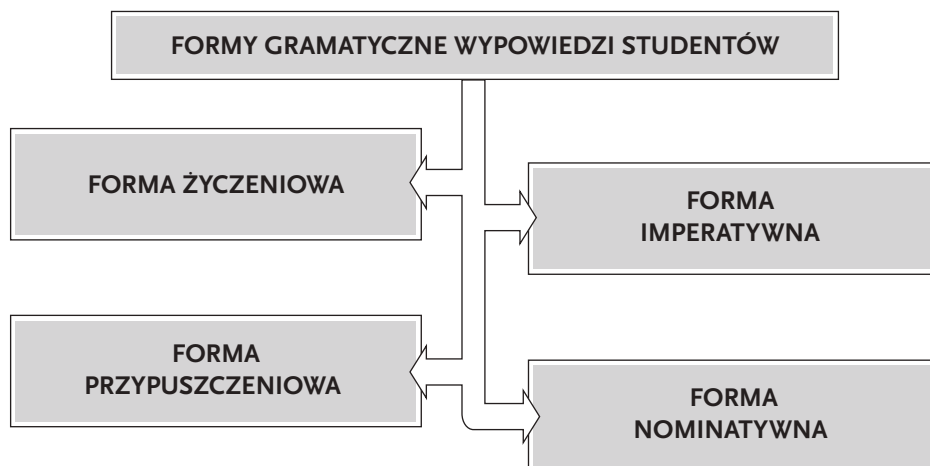 FORMY GRAMATYCZNE WYPOWIEDZI STUDENTÓW
FORMA ŻYCZENIOWA
FORMA
IMPERATYWNA
FORMA
PRZYPUSZCZENIOWA
FORMA
NOMINATYWNA